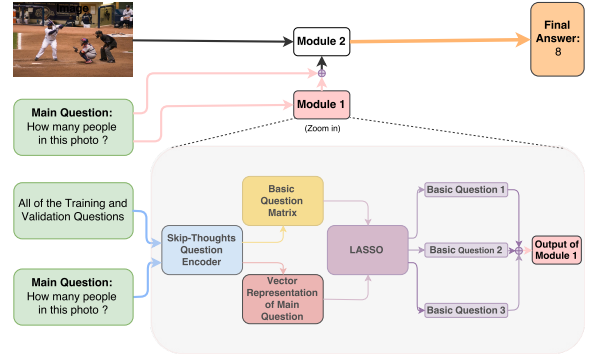 Image
Module 2
Final
Answer:
8
Main Question:
How many people
in this photo ?
Module 1
(Zoom in)
All of the Training and
Validation Questions
Main Question:
How many people
in this photo ?
Skip-Thoughts
Question
Encoder
Basic
Question
Matrix
Vector
Representation
of Main
Question
LASSO
Basic Question 1
Basic Question 2
Basic Question 3
Output of
Module 1